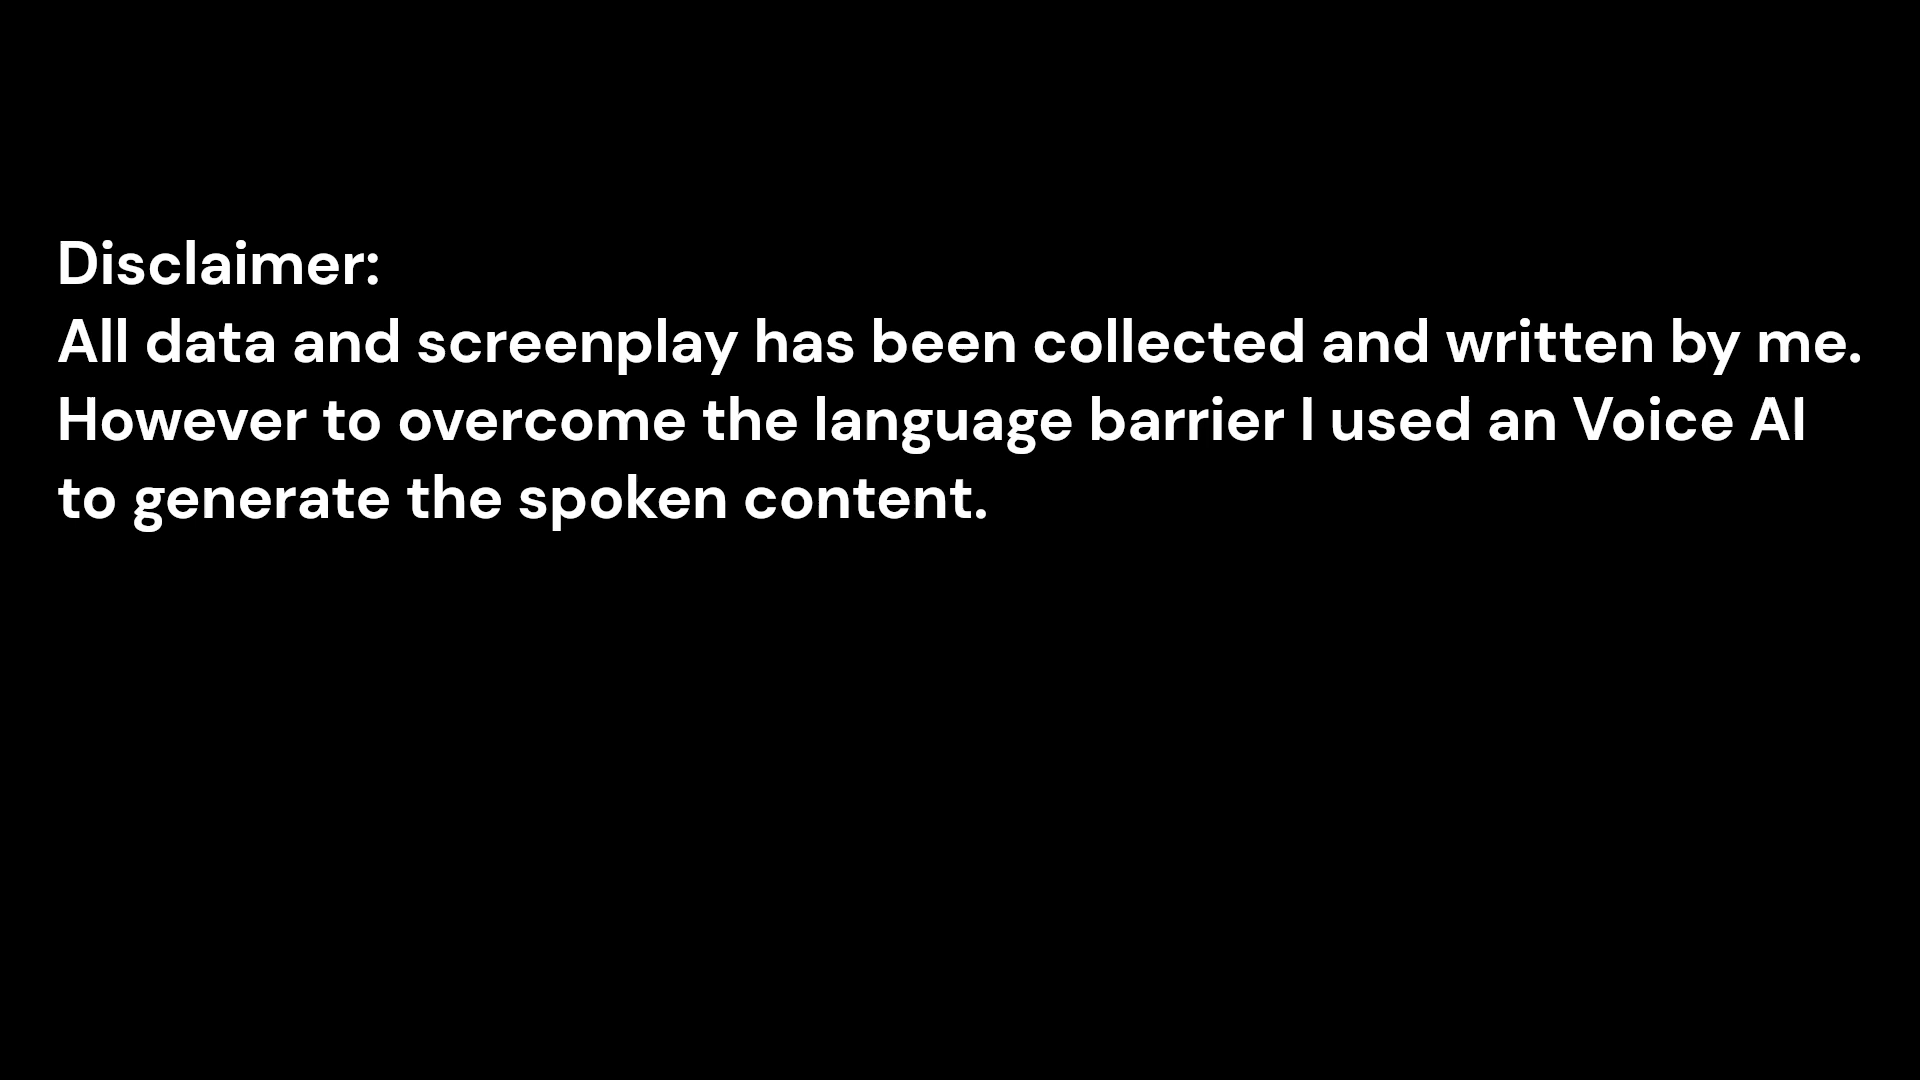 Disclaimer:
All data and screenplay has been collected and written by me.
However to overcome the language barrier I used an Voice AI
to generate the spoken content.